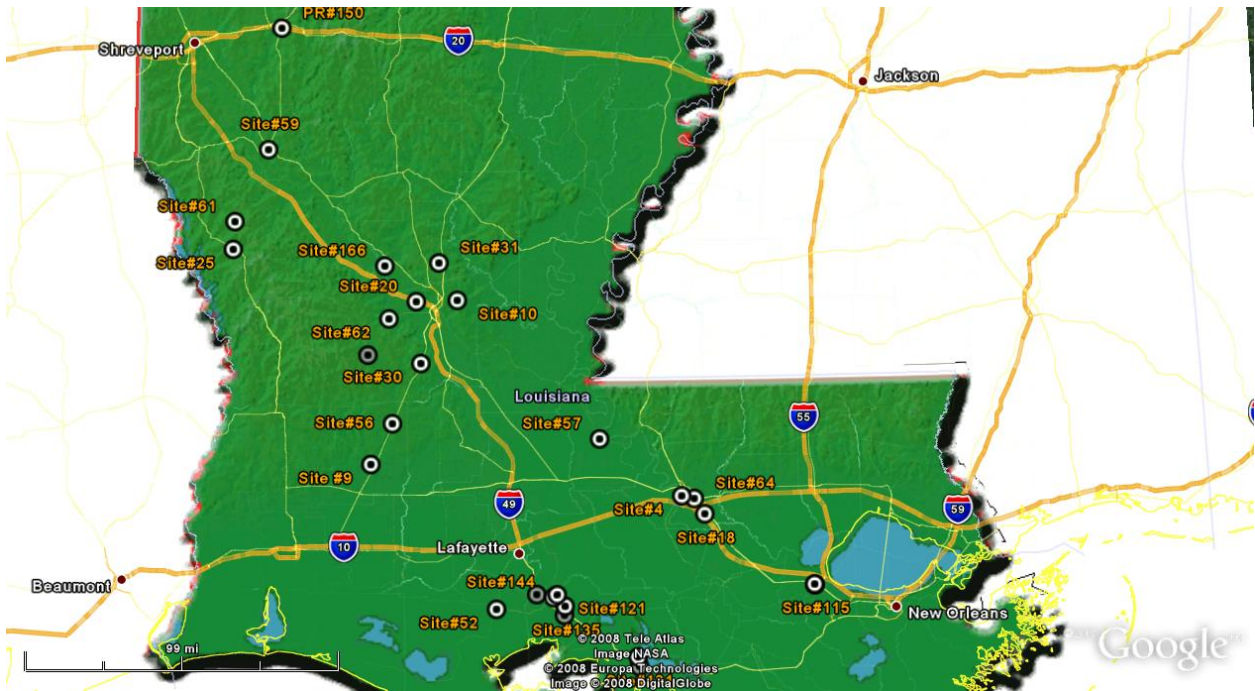 PR#150
Shreveport
20
Jackson
Site#59
Site#61
Site#25
Site#166
Site#31
Site#20
Site#10
Site#62
Site#30
Louisiana
Site#56
Site#57
55
Site #9
Site#64
Site#4
49
59
Site#18
10
Lafayette
Beaumont
Site#144
Site#121
Site#115
Site#52
New Orleans
Site#135
© 2008 Tele Atlas
Image NASA
© 2008 Europa Technologies
Image © 2008 DigitalGlobe
99 mi
Google